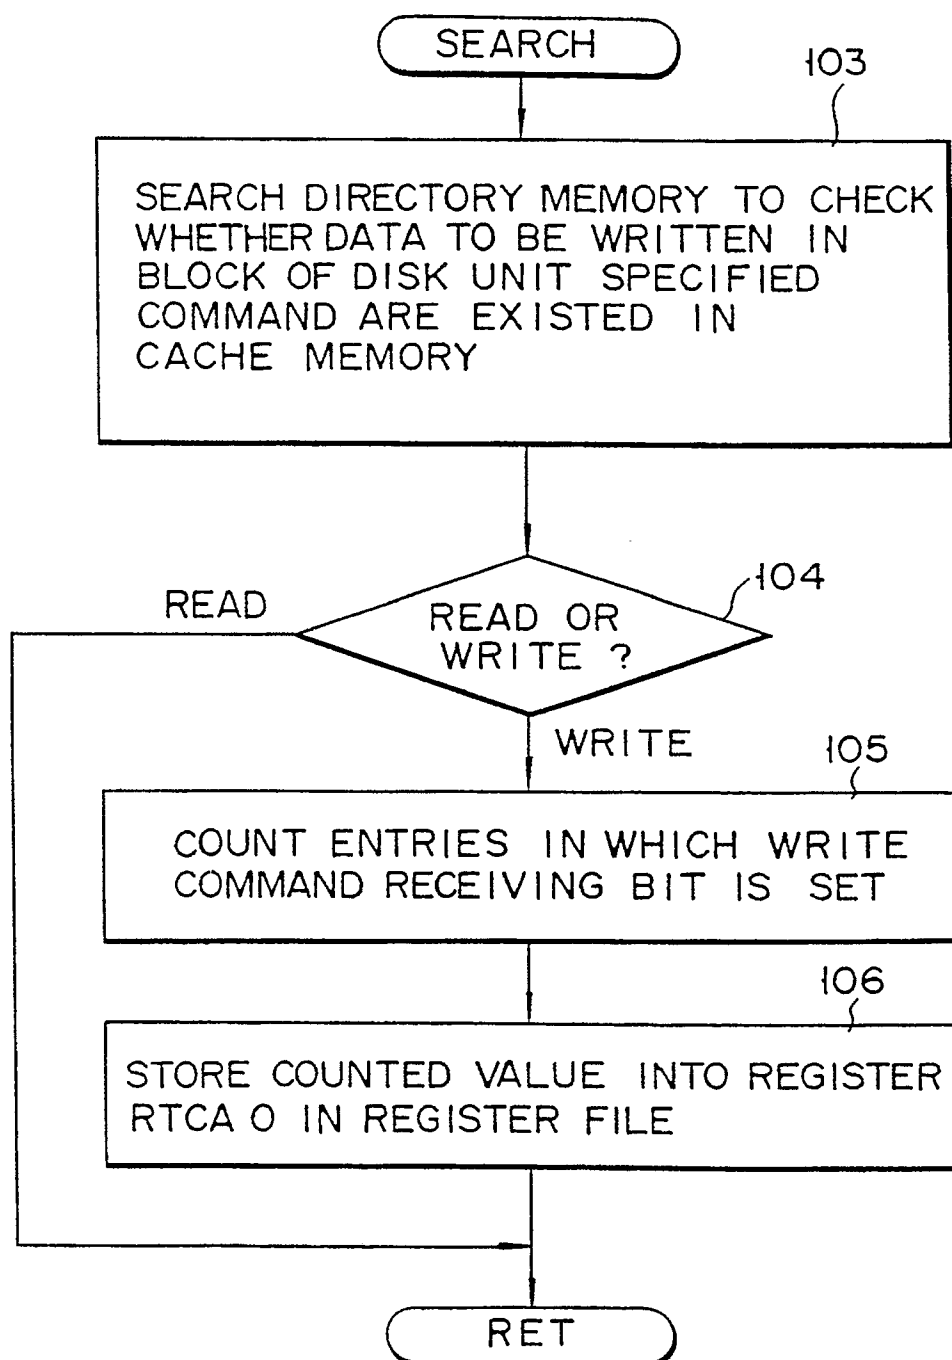 SEARCH
103
SEARCH DIRECTORY MEMORY TO CHECK
WHETHER DATA TO BE WRITTEN IN
BLOCK OF DISK UNIT SPECIFIED
COMMAND ARE EXISTED IN
CACHE MEMORY
104
READ
READ OR
WRITE ?
WRITE
105
COUNT ENTRIES IN WHICH WRITE
COMMAND RECEIVING BIT IS SET
106
STORE COUNTED VALUE INTO REGISTER
RTCA 0 IN REGISTER FILE
RET